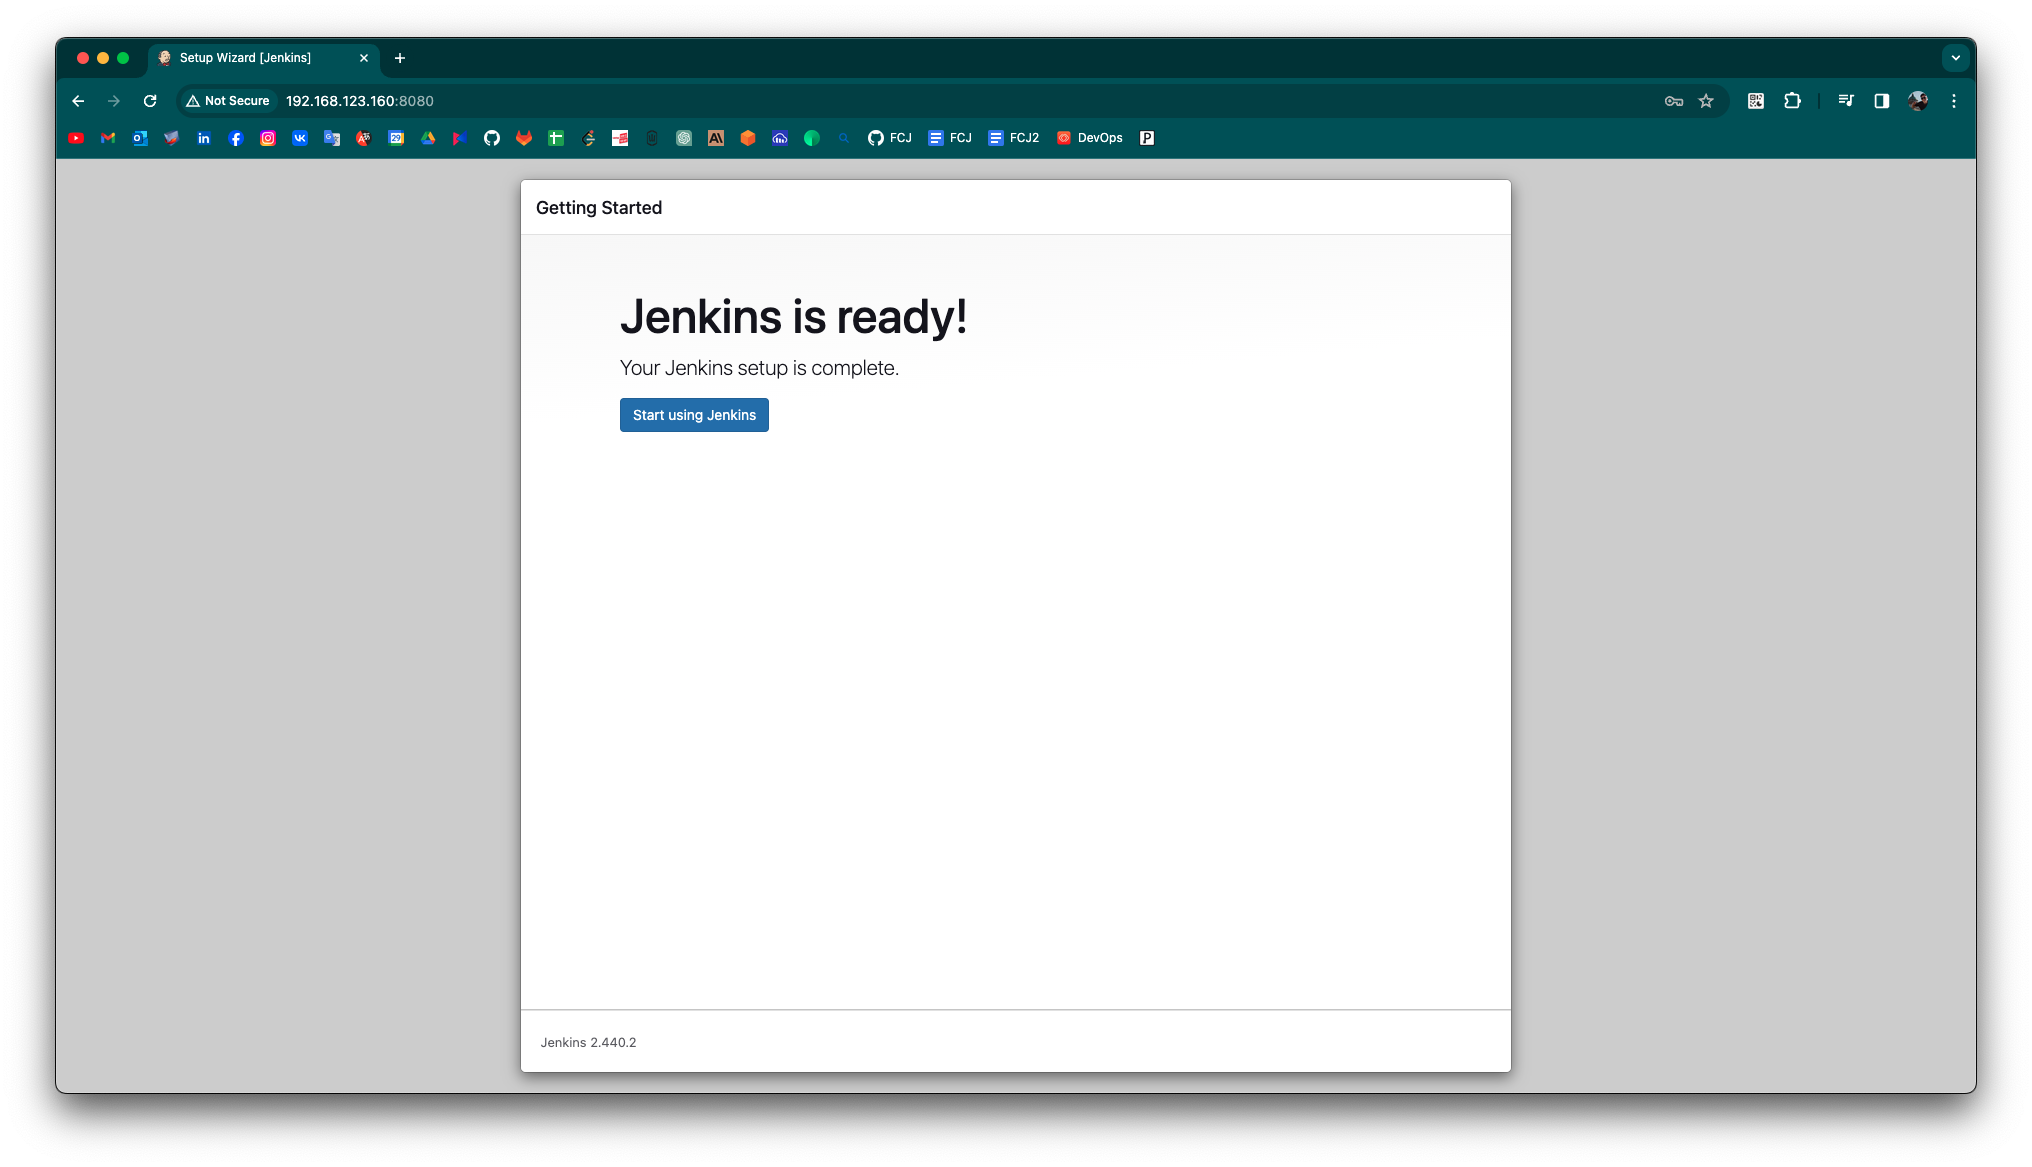 Setup Wizard [Jenkins]
Not Secure 192.168.123.160:8080
FCJ FCJ FCJ2 DevOps
Getting Started
Jenkins is ready!
Your Jenkins setup is complete.
Start using Jenkins
Jenkins 2.440.2